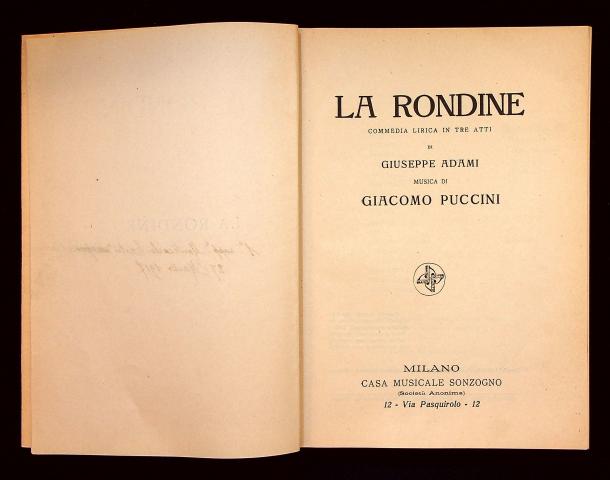 LA RONDINE
COMMEDIA LIRICA IN TRE ATTI
DI
GIUSEPPE ADAMI
MUSICA DI
GIACOMO PUCCINI
MILANO
CASA MUSICALE SONZOGNO
(Società Anonima)
12 - Via Pasquirolo - 12